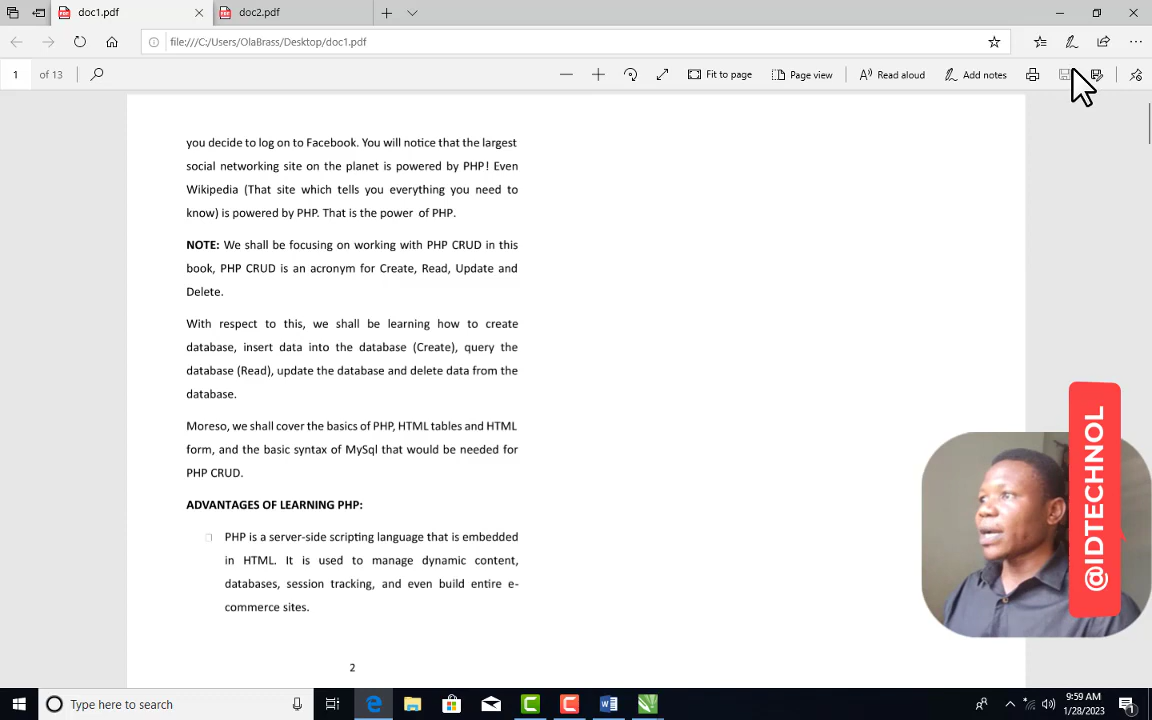 doc1.pdf
doc2.pdf
file:///C:/Users/OlaBrass/Desktop/doc1.pdf
1 of 13
Fit to page
Page view
Read aloud
Add notes
you decide to log on to Facebook. You will notice that the largest
social networking site on the planet is powered by PHP! Even
Wikipedia (That site which tells you everything you need to
know) is powered by PHP. That is the power of PHP.
NOTE: We shall be focusing on working with PHP CRUD in this
book, PHP CRUD is an acronym for Create, Read, Update and
Delete.
With respect to this, we shall be learning how to create
database, insert data into the database (Create), query the
database (Read), update the database and delete data from the
database.
Moreso, we shall cover the basics of PHP, HTML tables and HTML
form, and the basic syntax of MySql that would be needed for
PHP CRUD.
ADVANTAGES OF LEARNING PHP:
PHP is a server-side scripting language that is embedded
in HTML. It is used to manage dynamic content,
databases, session tracking, and even build entire e-
commerce sites.
2
@IDTECHNOL
Type here to search
9:59 AM
1/28/2023